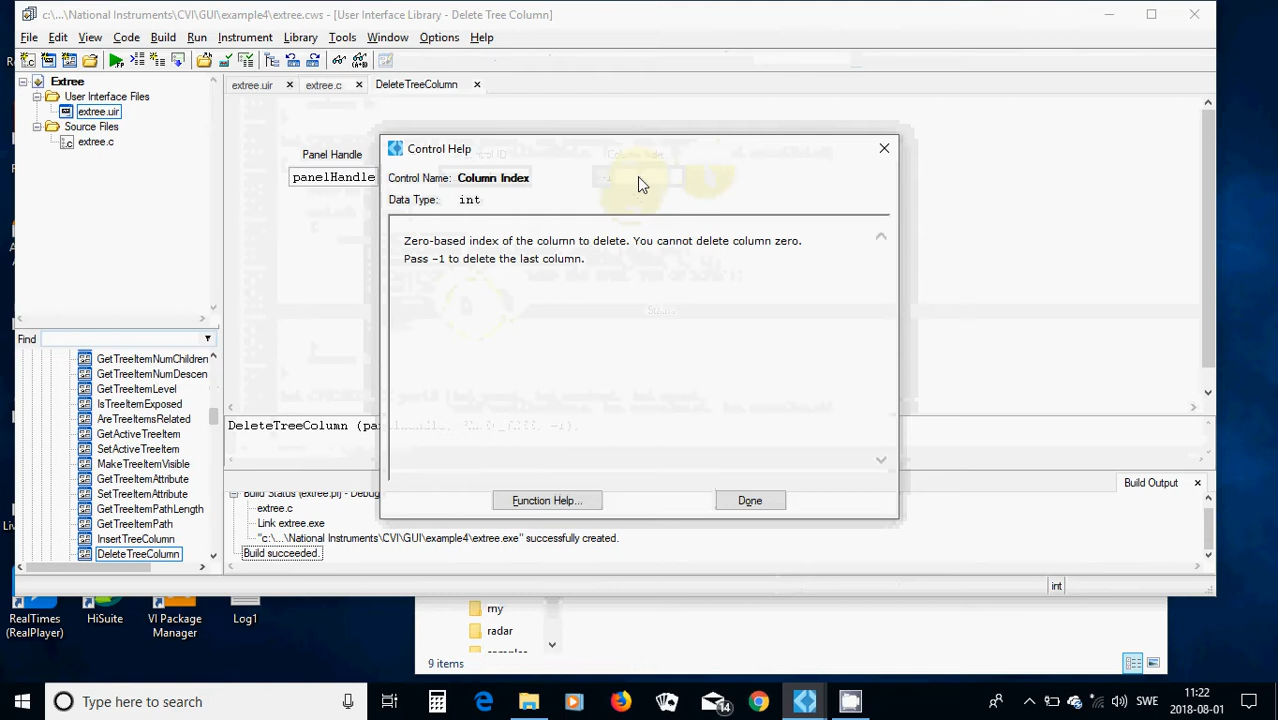 c:\...\National Instruments\CVI\GUI\example4\extree.cws - [User Interface Library - Delete Tree Column]
File Edit View Code Build Run Instrument Library Tools Window Options Help
Extree
User Interface Files
extree.uir
Source Files
extree.c
extree.uir extree.c DeleteTreeColumn
Panel Handle
panelHandle
Control Help
Control Name: Column Index
Data Type: int
Zero-based index of the column to delete. You cannot delete column zero.
Pass –1 to delete the last column.
Function Help... Done
Find
GetTreeItemNumChildren
GetTreeItemNumDescen
GetTreeItemLevel
IsTreeItemExposed
AreTreeItemsRelated
GetActiveTreeItem
SetActiveTreeItem
MakeTreeItemVisible
GetTreeItemAttribute
SetTreeItemAttribute
GetTreeItemPathLength
GetTreeItemPath
InsertTreeColumn
DeleteTreeColumn
DeleteTreeColumn (pa
Build Output
Build Status (extree.prj - Debug
extree.c
Link extree.exe
"c:\...\National Instruments\CVI\GUI\example4\extree.exe" successfully created.
Build succeeded.
int
RealTimes
(RealPlayer)
HiSuite
VI Package
Manager
Log1
my
radar
9 items
Type here to search
14
SWE
11:22
2018-08-01